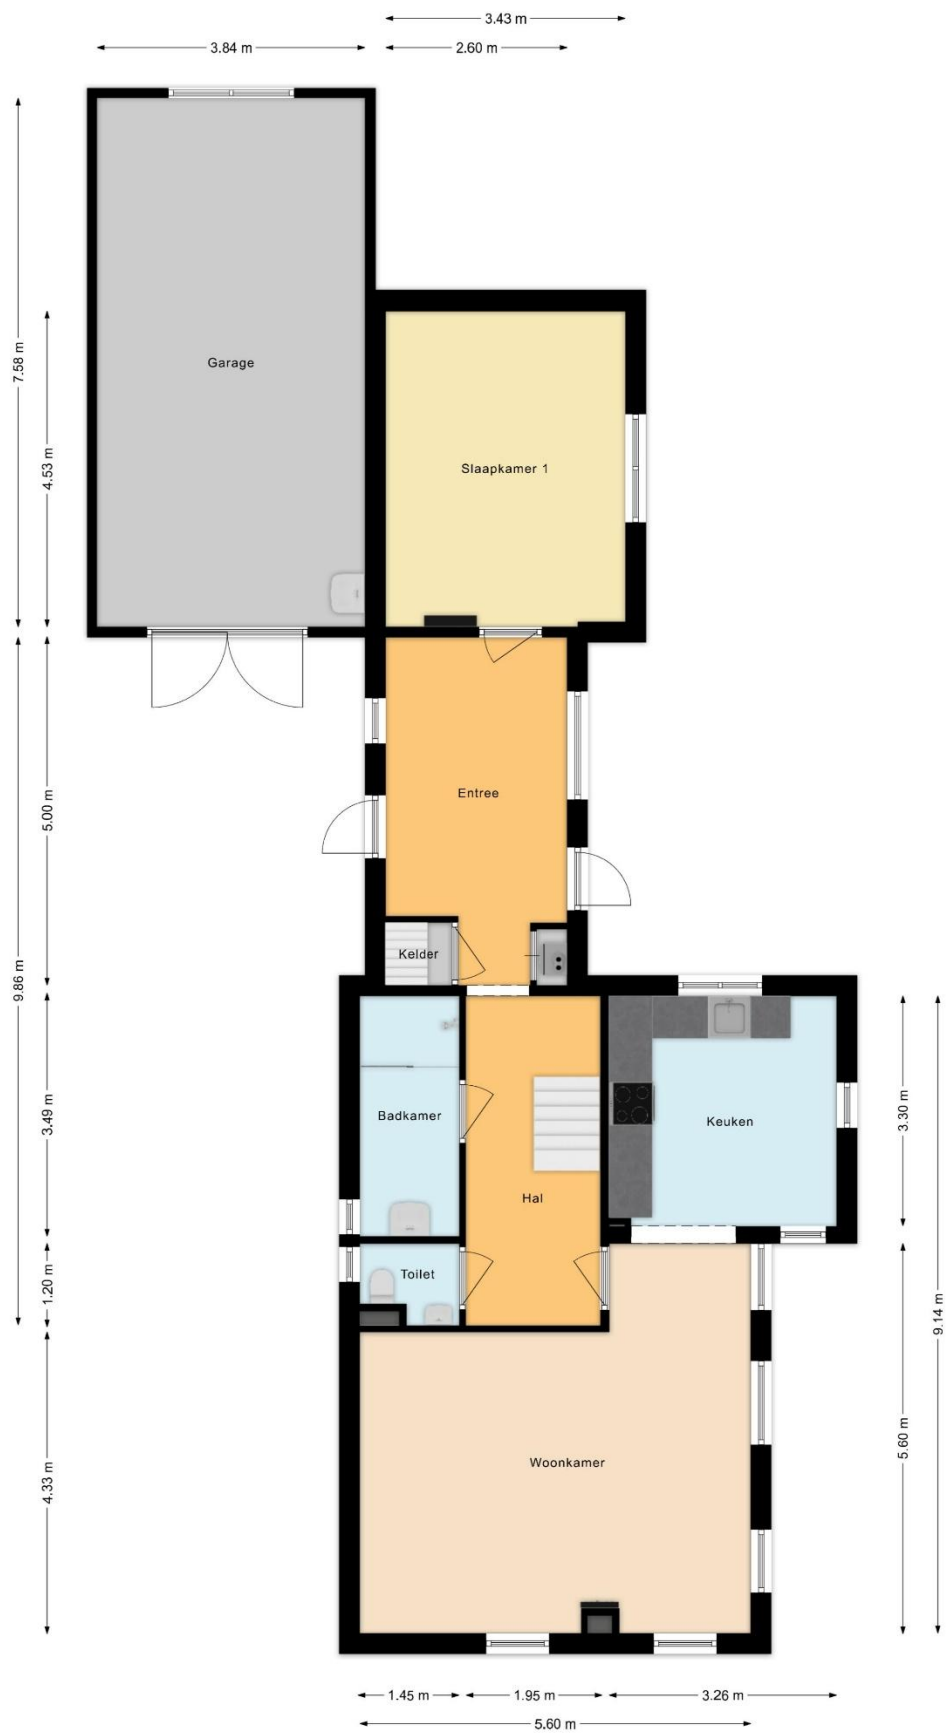 3.43 m
3.84 m
2.60 m
7.58 m
Garage
4.53 m
Slaapkamer 1
5.00 m
Entree
9.86 m
Kelder
3.49 m
Badkamer
Keuken
3.30 m
Hal
1.20 m
Toilet
9.14 m
5.60 m
Woonkamer
4.33 m
1.45 m
1.95 m
3.26 m
5.60 m